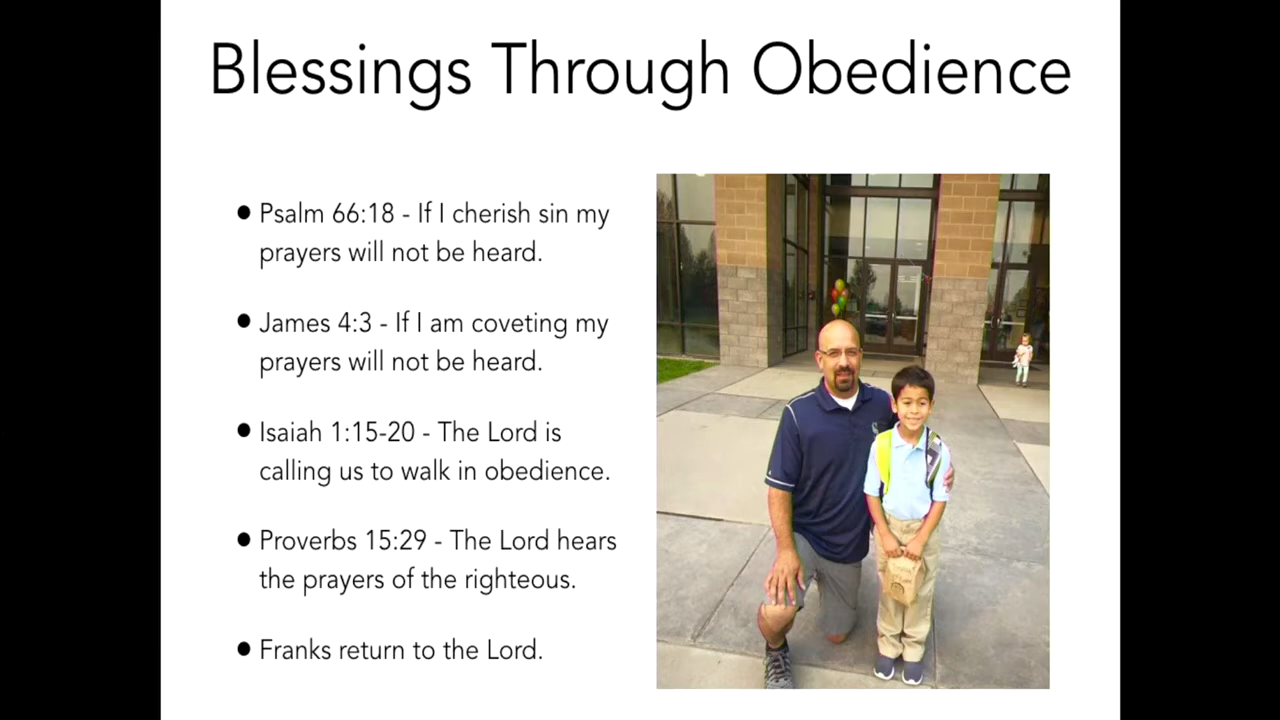 Blessings Through Obedience
• Psalm 66:18 - If I cherish sin my
prayers will not be heard.
• James 4:3 - If I am coveting my
prayers will not be heard.
• Isaiah 1:15-20 - The Lord is
calling us to walk in obedience.
• Proverbs 15:29 - The Lord hears
the prayers of the righteous.
• Franks return to the Lord.